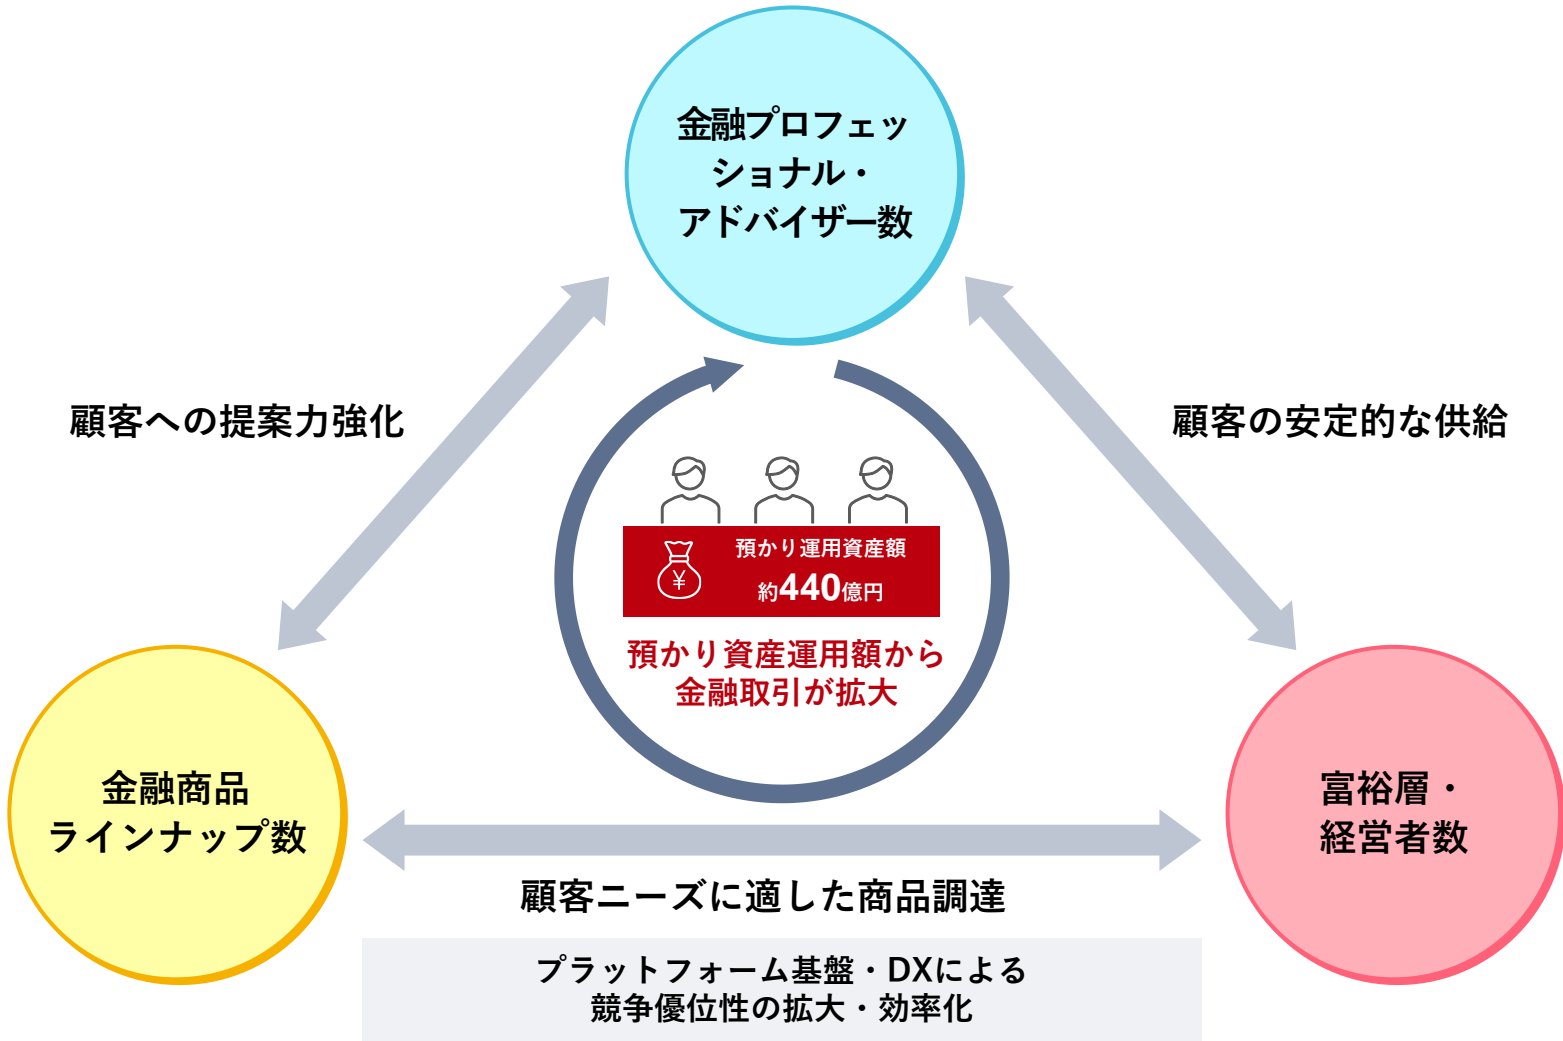 金融プロフェッ
ショナル・
アドバイザー数
顧客への提案力強化
顧客の安定的な供給
¥
預かり運用資産額
約440億円
預かり資産運用額から
金融取引が拡大
金融商品
ラインナップ数
富裕層・
経営者数
顧客ニーズに適した商品調達
プラットフォーム基盤・DXによる
競争優位性の拡大・効率化